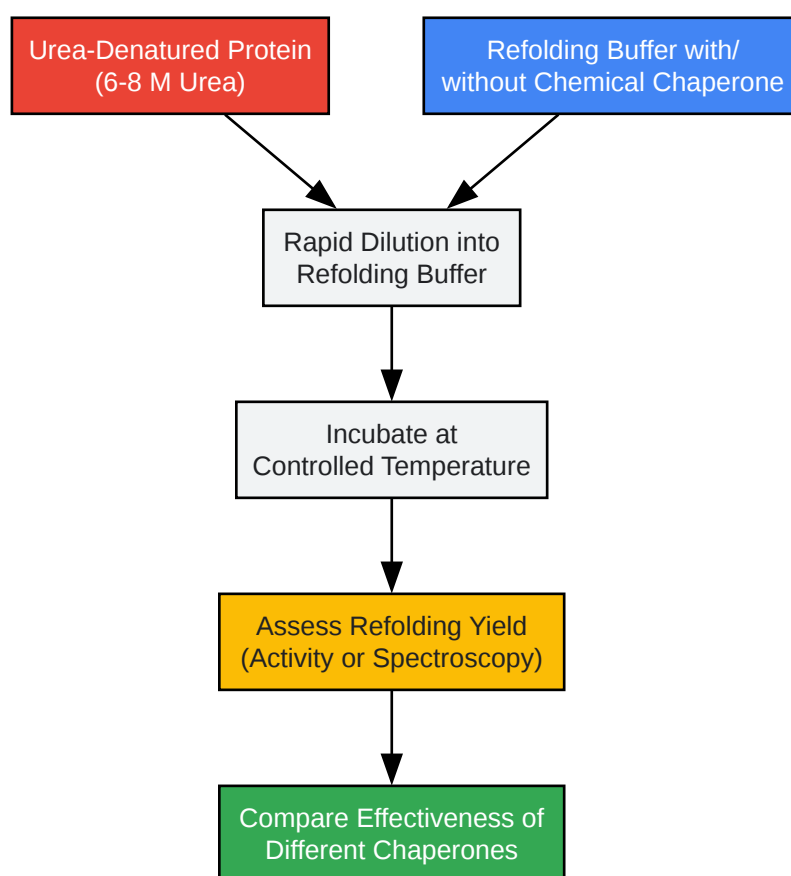 Urea-Denatured Protein
(6-8 M Urea)
Refolding Buffer with/
without Chemical Chaperone
Rapid Dilution into
Refolding Buffer
Incubate at
Controlled Temperature
Assess Refolding Yield
(Activity or Spectroscopy)
Compare Effectiveness of
Different Chaperones